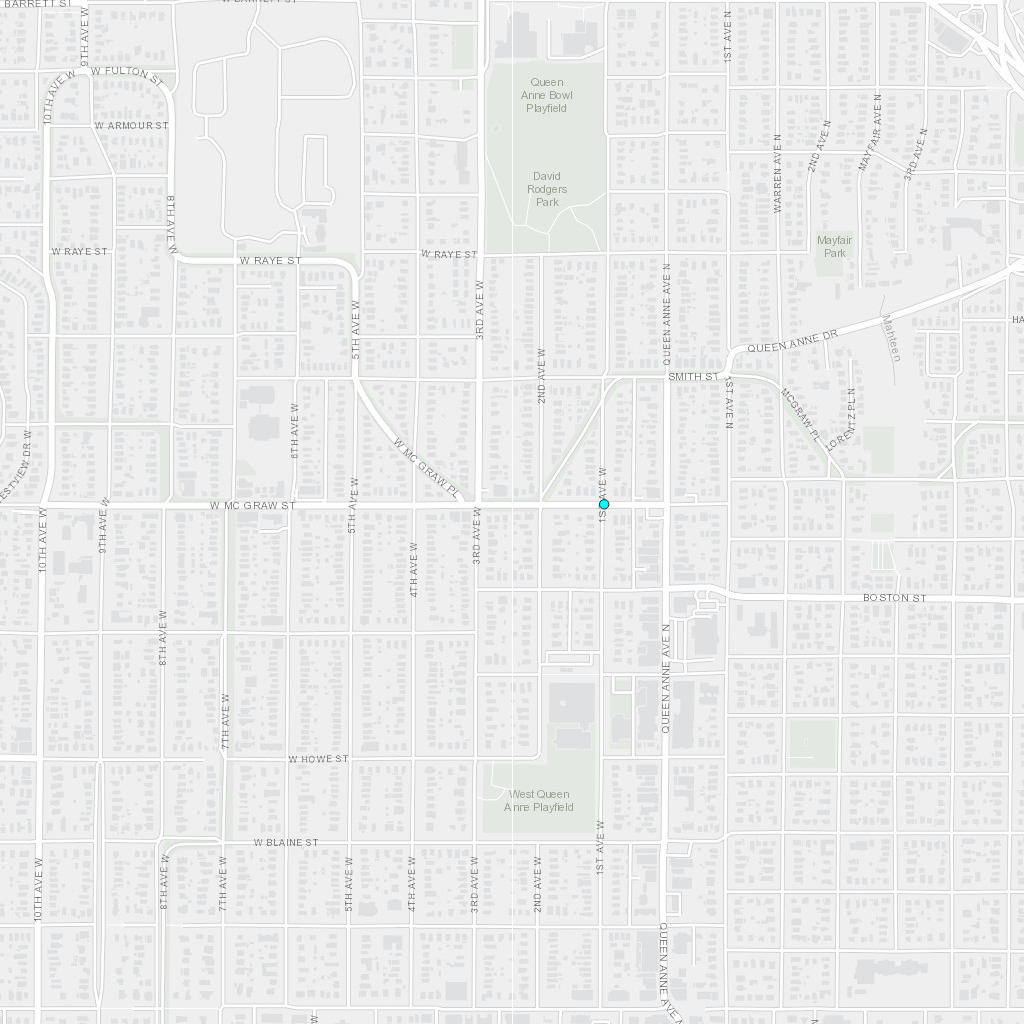 BARRETT ST
W BARRETT ST
9TH AVE W
W FULTON ST
10TH AVE W
W ARMOUR ST
8TH AVE W
W RAYE ST
W RAYE ST
W RAYE ST
Queen
Anne Bowl
Playfield
David
Rodgers
Park
1ST AVE N
WARREN AVE N
2ND AVE N
MAYFAIR AVE N
3RD AVE N
Mayfair
Park
5TH AVE W
3RD AVE W
2ND AVE W
QUEEN ANNE AVE N
QUEEN ANNE DR
Mahteen
HA
SMITH ST
1ST AVE N
MCGRAW PL
LORENTZ PL N
6TH AVE W
W MC GRAW PL
ESTVIEW DR W
W MC GRAW ST
5TH AVE W
1ST AVE W
10TH AVE W
9TH AVE W
3RD AVE W
4TH AVE W
BOSTON ST
8TH AVE W
QUEEN ANNE AVE N
7TH AVE W
W HOWE ST
West Queen
Anne Playfield
W BLAINE ST
1ST AVE W
10TH AVE W
8TH AVE W
7TH AVE W
5TH AVE W
4TH AVE W
3RD AVE W
2ND AVE W
QUEEN ANNE AVE N
W
N